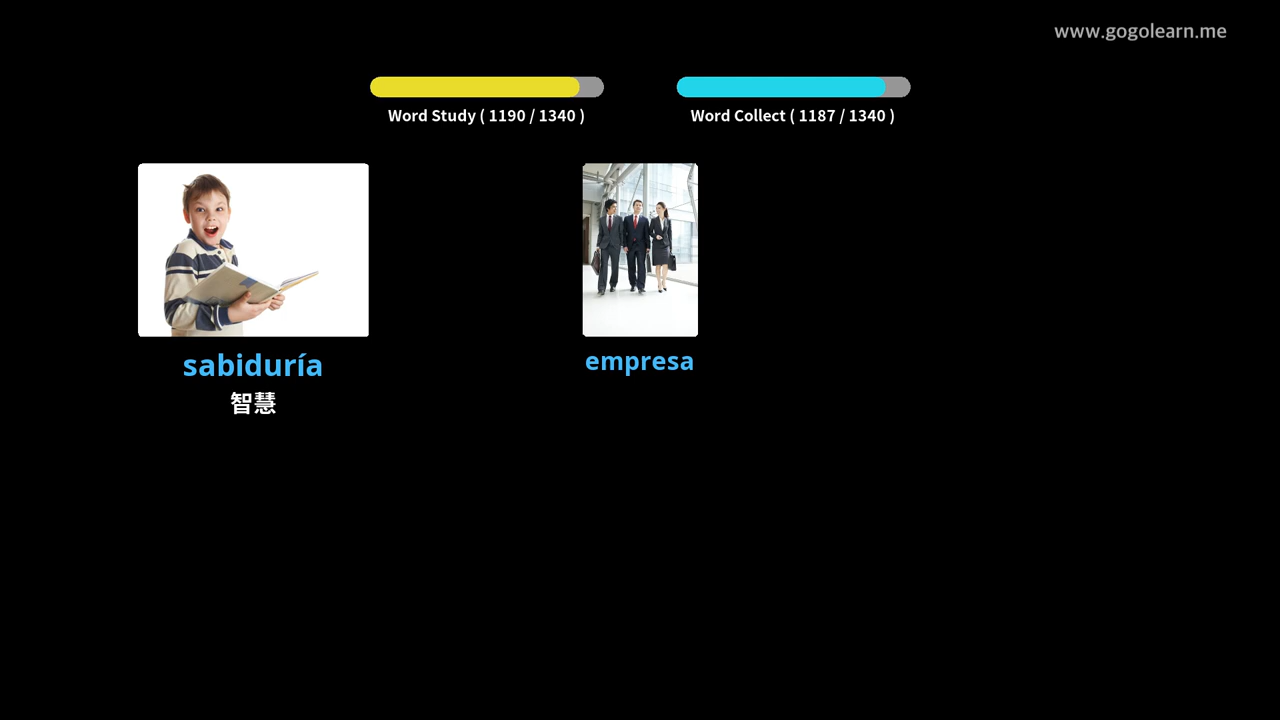 www.gogolearn.me
Word Study ( 1190 / 1340 )
Word Collect ( 1187 / 1340 )
sabiduría
智慧
empresa